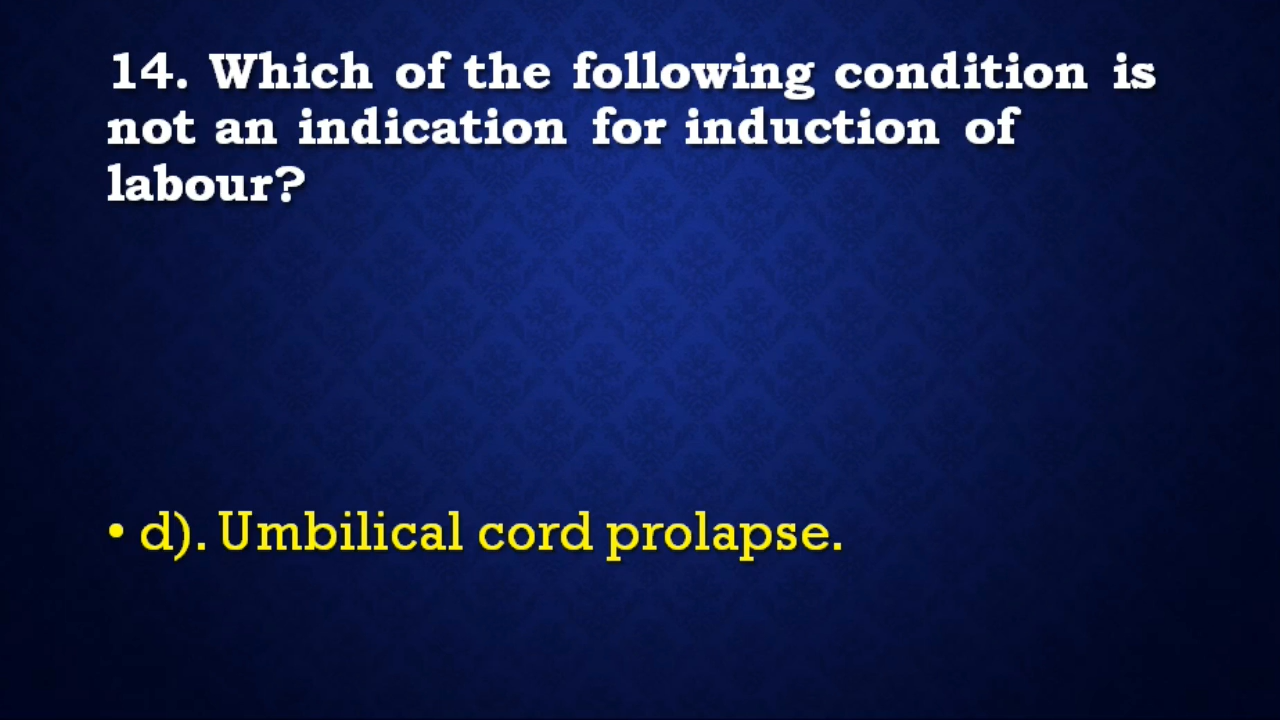 14. Which of the following condition is
not an indication for induction of
labour?
• d). Umbilical cord prolapse.